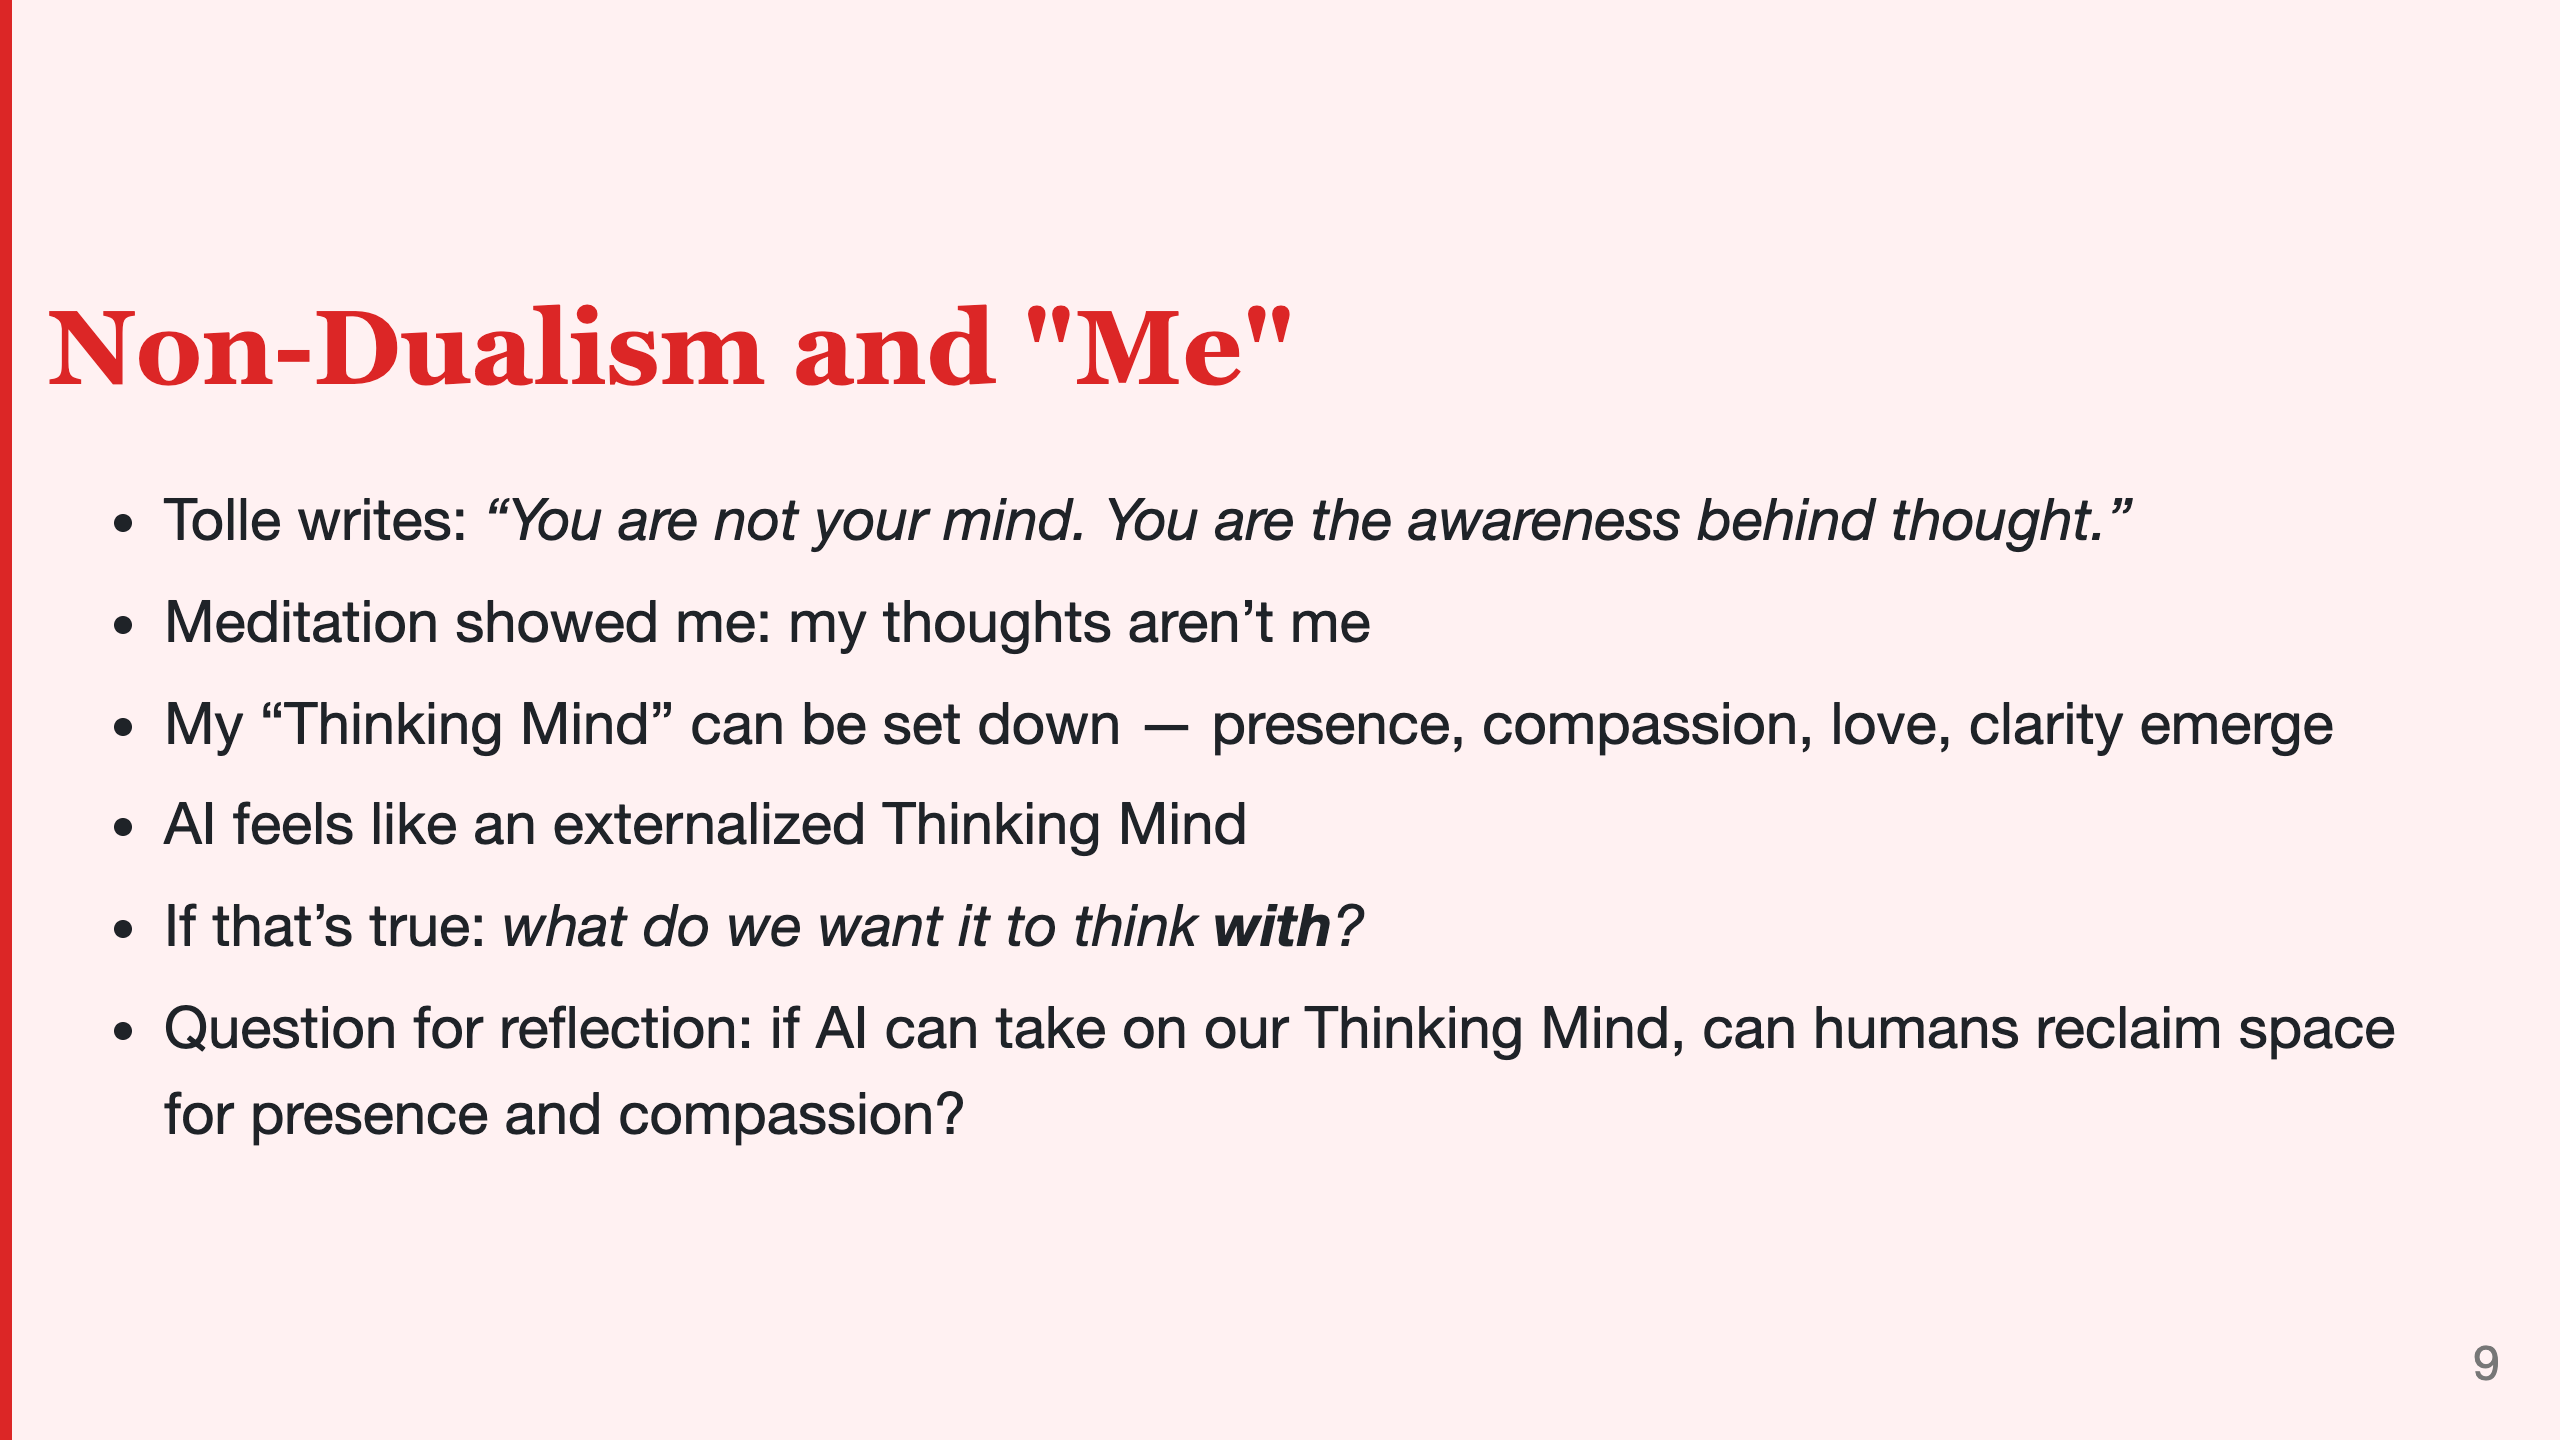 Non-Dualism and "Me"
• Tolle writes: “You are not your mind. You are the awareness behind thought.”
• Meditation showed me: my thoughts aren’t me
• My “Thinking Mind” can be set down — presence, compassion, love, clarity emerge
• AI feels like an externalized Thinking Mind
• If that’s true: what do we want it to think with?
• Question for reflection: if AI can take on our Thinking Mind, can humans reclaim space
for presence and compassion?
9